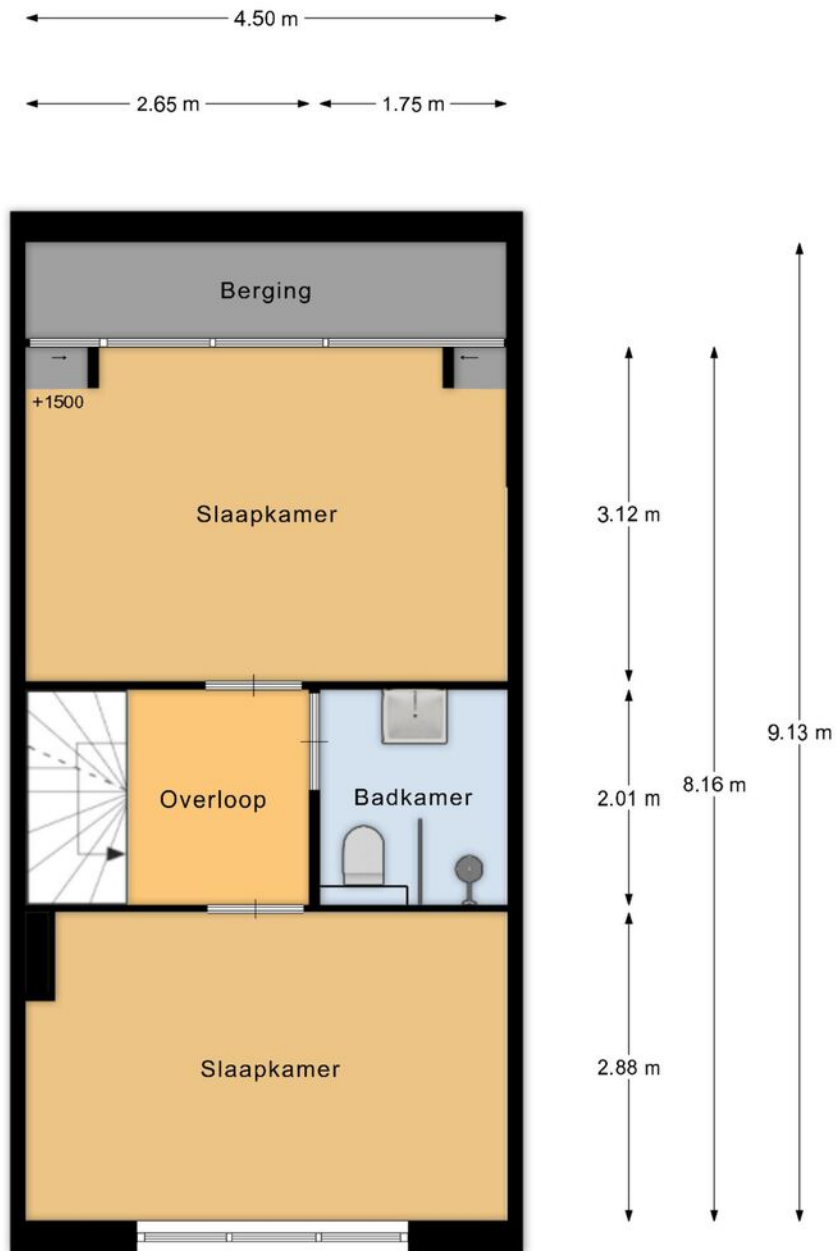 4.50 m
2.65 m
1.75 m
Berging
+1500
Slaapkamer
3.12 m
9.13 m
8.16 m
Overloop
Badkamer
2.01 m
Slaapkamer
2.88 m